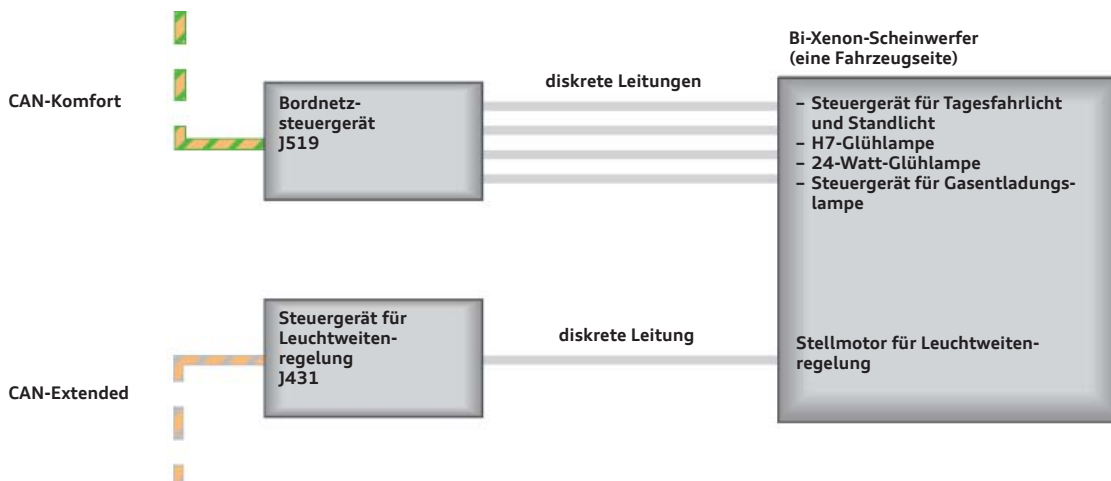 CAN-Komfort
Bordnetz-
steuergerät
J519
diskrete Leitungen
Bi-Xenon-Scheinwerfer
(eine Fahrzeugseite)
– Steuergerät für Tagesfahrlicht
und Standlicht
– H7-Glühlampe
– 24-Watt-Glühlampe
– Steuergerät für Gasentladungs-
lampe
CAN-Extended
Steuergerät für
Leuchtweiten-
regelung
J431
diskrete Leitung
Stellmotor für Leuchtweiten-
regelung